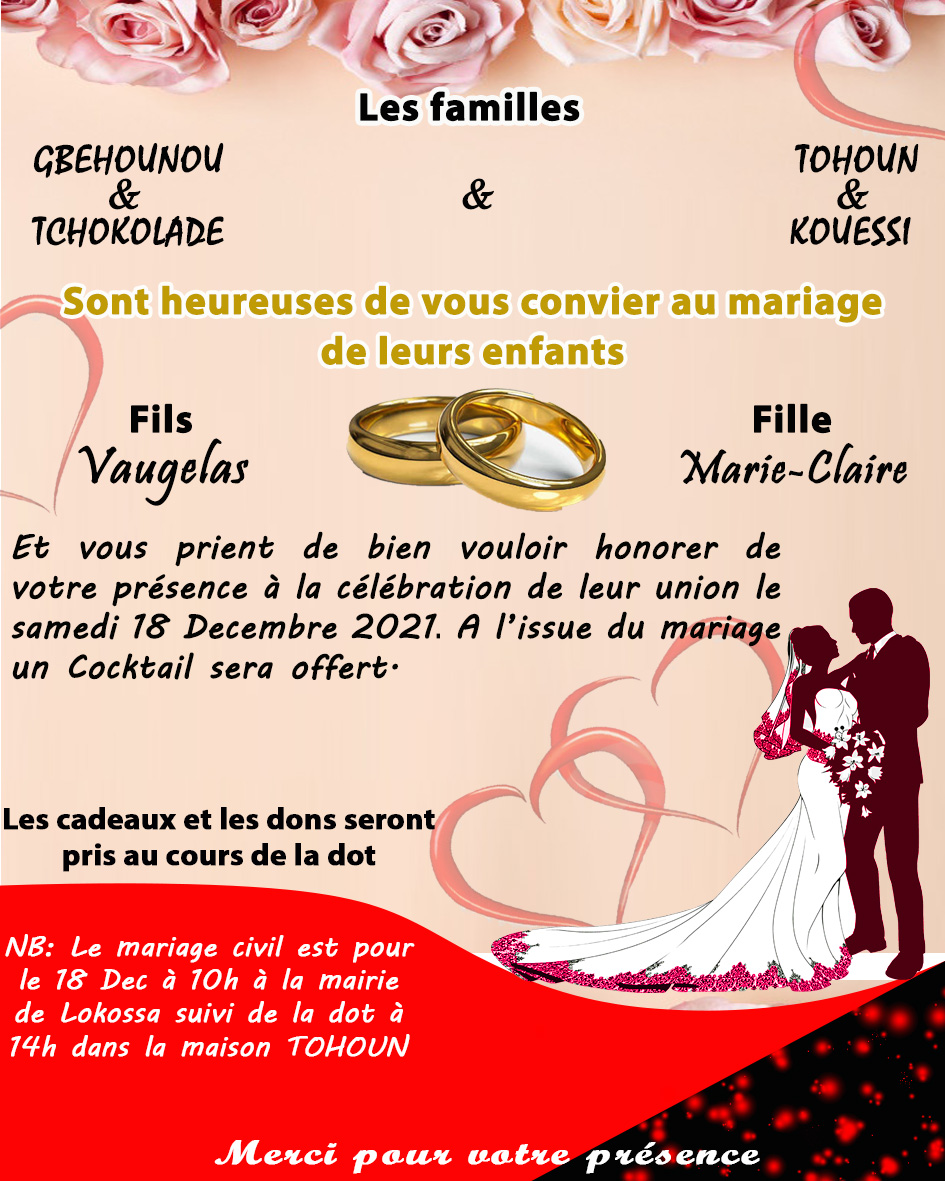 Les familles
GBEHOUNOU
&
TCHOKOLADE
&
TOHOUN
&
KOUESSI
Sont heureuses de vous convier au mariage
de leurs enfants
Fils
Vaugelas
Fille
Marie-Claire
Et vous prient de bien vouloir honorer de
votre présence à la célébration de leur union le
samedi 18 Decembre 2021. A l'issue du mariage
un Cocktail sera offert.
Les cadeaux et les dons seront
pris au cours de la dot
NB: Le mariage civil est pour
le 18 Dec à 10h à la mairie
de Lokossa suivi de la dot à
14h dans la maison TOHOUN
Merci pour votre présence